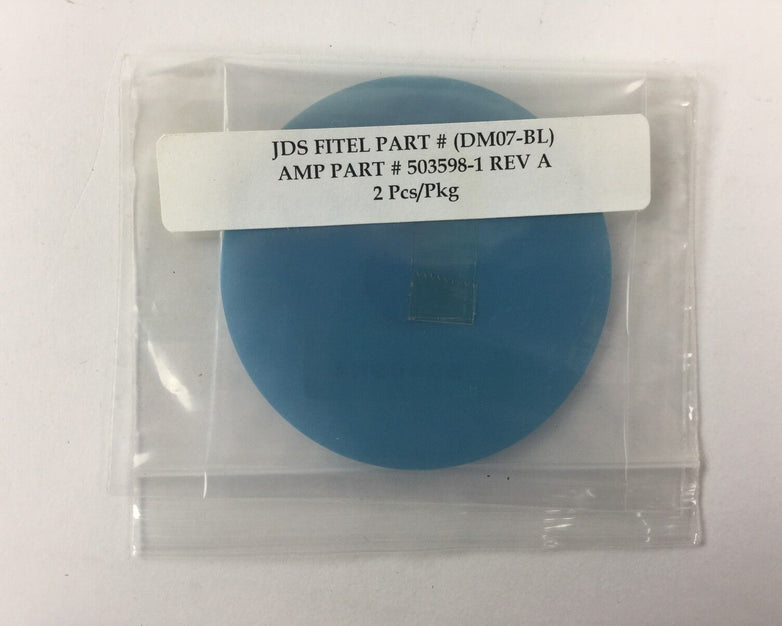 JDS FITEL PART # (DM07-BL)
AMP PART # 503598-1 REV A
2 Pcs/Pkg